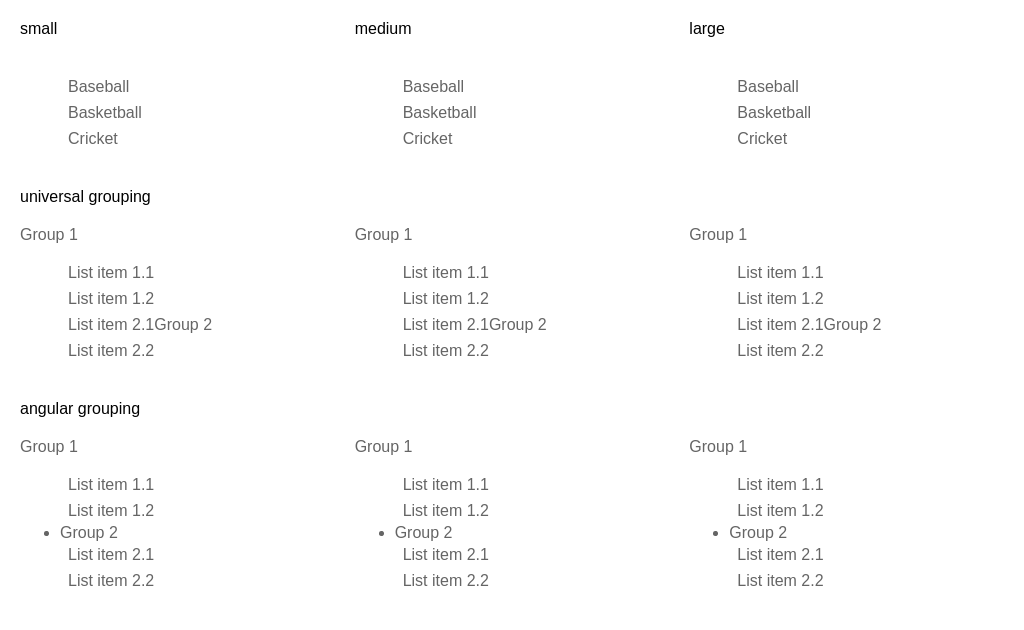 small medium large
Baseball Baseball Baseball
Basketball Basketball Basketball
Cricket Cricket Cricket
universal grouping
Group 1 Group 1 Group 1
List item 1.1 List item 1.1 List item 1.1
List item 1.2 List item 1.2 List item 1.2
List item 2.1Group 2 List item 2.1Group 2 List item 2.1Group 2
List item 2.2 List item 2.2 List item 2.2
angular grouping
Group 1 Group 1 Group 1
List item 1.1 List item 1.1 List item 1.1
List item 1.2 List item 1.2 List item 1.2
• Group 2 • Group 2 • Group 2
List item 2.1 List item 2.1 List item 2.1
List item 2.2 List item 2.2 List item 2.2